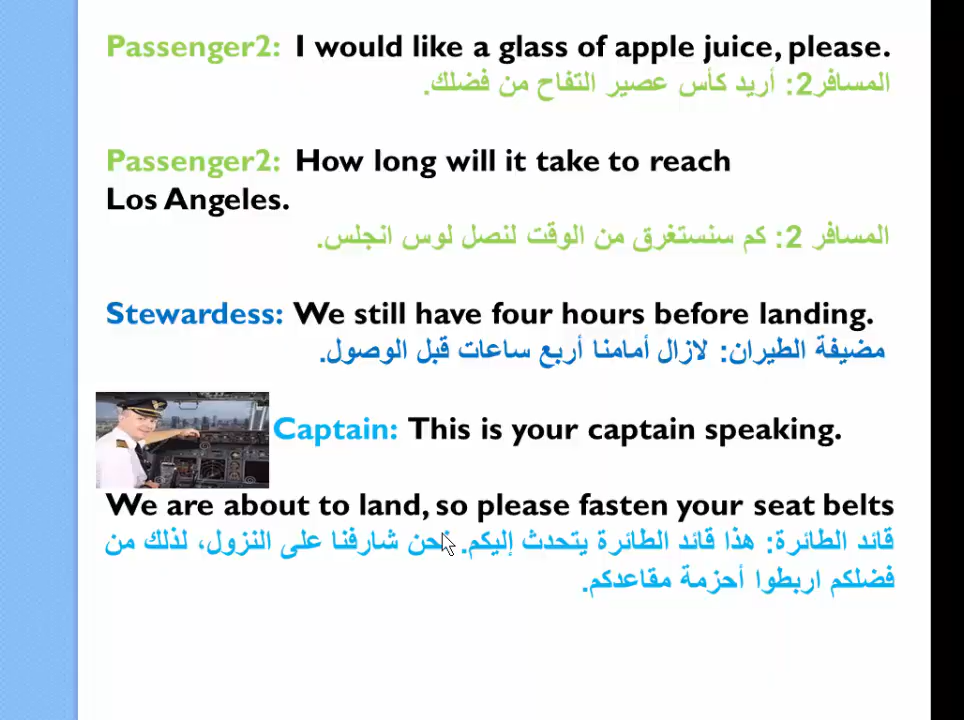 Passenger2: I would like a glass of apple juice, please.
المسافر2: أريد كأس عصير التفاح من فضلك.
Passenger2: How long will it take to reach
Los Angeles.
المسافر 2: كم سنستغرق من الوقت لنصل لوس انجلس.
Stewardess: We still have four hours before landing.
مضيفة الطيران: لازال أمامنا أربع ساعات قبل الوصول.
Captain: This is your captain speaking.
We are about to land, so please fasten your seat belts
قائد الطائرة: هذا قائد الطائرة يتحدث إليكم. نحن شارفنا على النزول، لذلك من
فضلكم اربطوا أحزمة مقاعدكم.